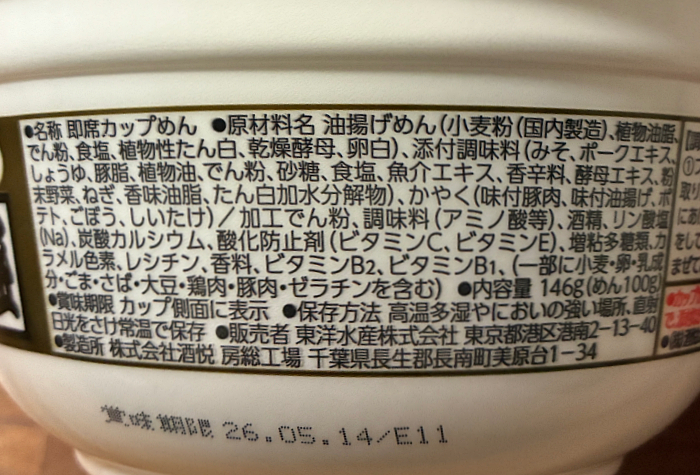 ●名称 即席カップめん ●原材料名 油揚げめん(小麦粉(国内製造)、植物油脂、
でん粉、食塩、植物性たん白、乾燥酵母、卵白)、添付調味料(みそ、ポークエキス、
しょうゆ、豚脂、植物油、でん粉、砂糖、食塩、魚介エキス、香辛料、酵母エキス、粉
末野菜、ねぎ、香味油脂、たん白加水分解物)、かやく(味付豚肉、味付油揚げ、ポ
テト、ごぼう、しいたけ)/加工でん粉、調味料(アミノ酸等)、酒精、リン酸塩
(Na)、炭酸カルシウム、酸化防止剤(ビタミンC、ビタミンE)、増粘多糖類、カ
ラメル色素、レシチン、香料、ビタミンB2、ビタミンB1、(一部に小麦・卵・乳成
分・ごま・さば・大豆・鶏肉・豚肉・ゼラチンを含む) ●内容量 146g(めん100g)
●賞味期限 カップ側面に表示 ●保存方法 高温多湿やにおいの強い場所、直射
日光をさけ常温で保存 ●販売者 東洋水産株式会社 東京都港区港南2-13-40
●製造所 株式会社酒悦 房総工場 千葉県長生郡長南町美原台1-34
賞味期限 26.05.14/E11